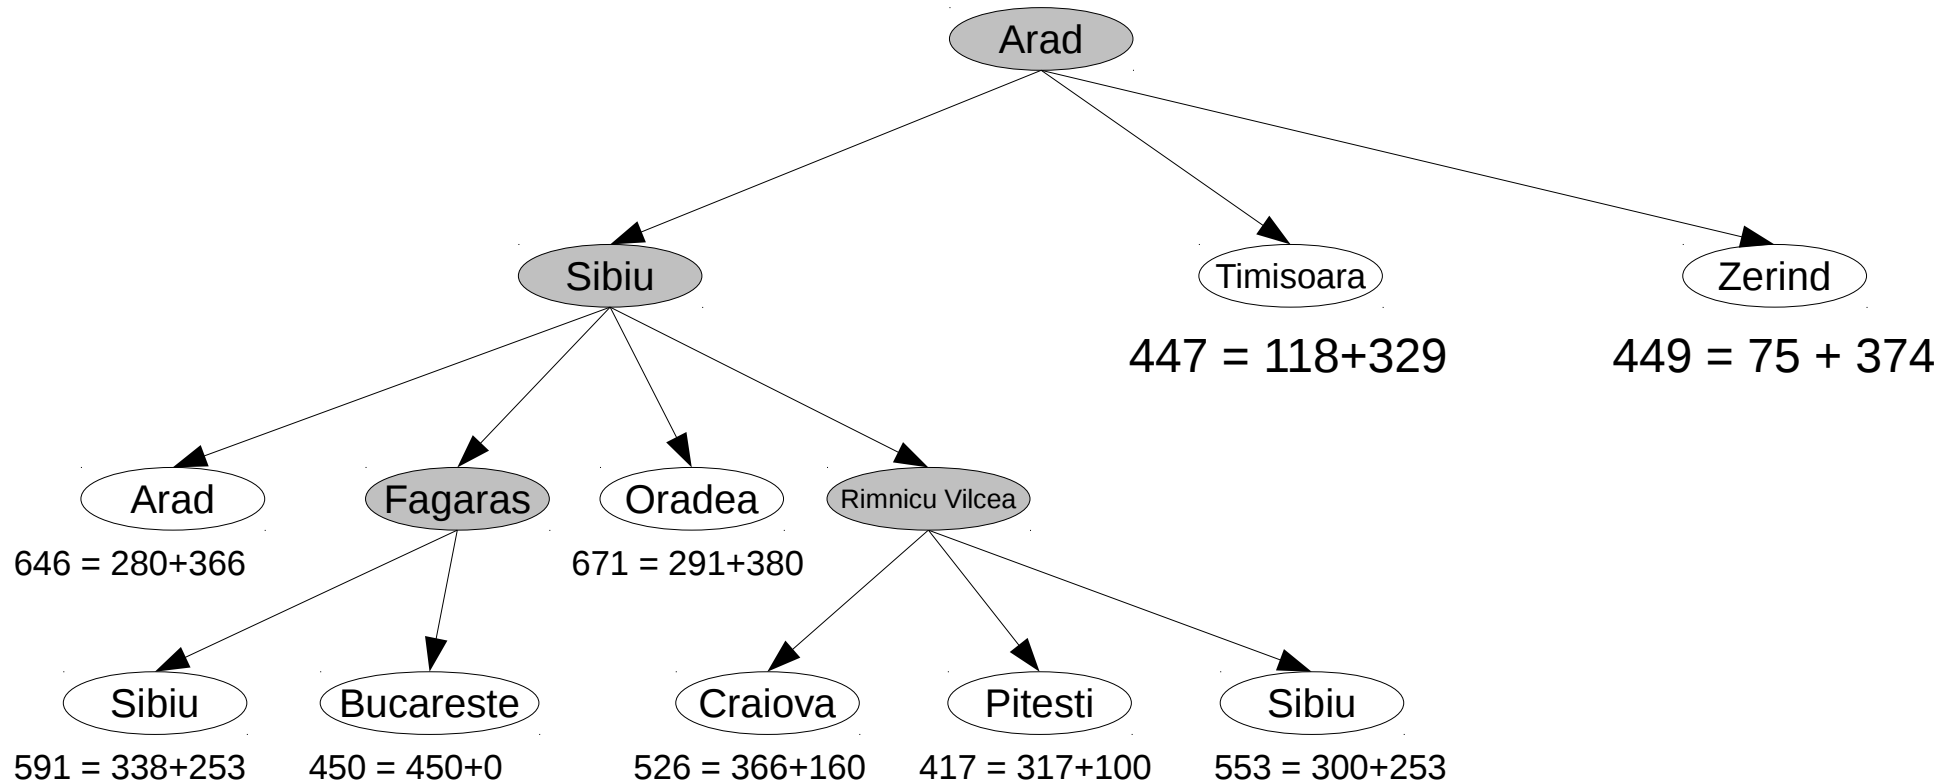 Arad
Sibiu
Timisoara
Zerind
447 = 118+329
449 = 75 + 374
Arad
Fagaras
Oradea
Rimnicu Vilcea
646 = 280+366
671 = 291+380
Sibiu
Bucareste
Craiova
Pitesti
Sibiu
591 = 338+253
450 = 450+0
526 = 366+160
417 = 317+100
553 = 300+253